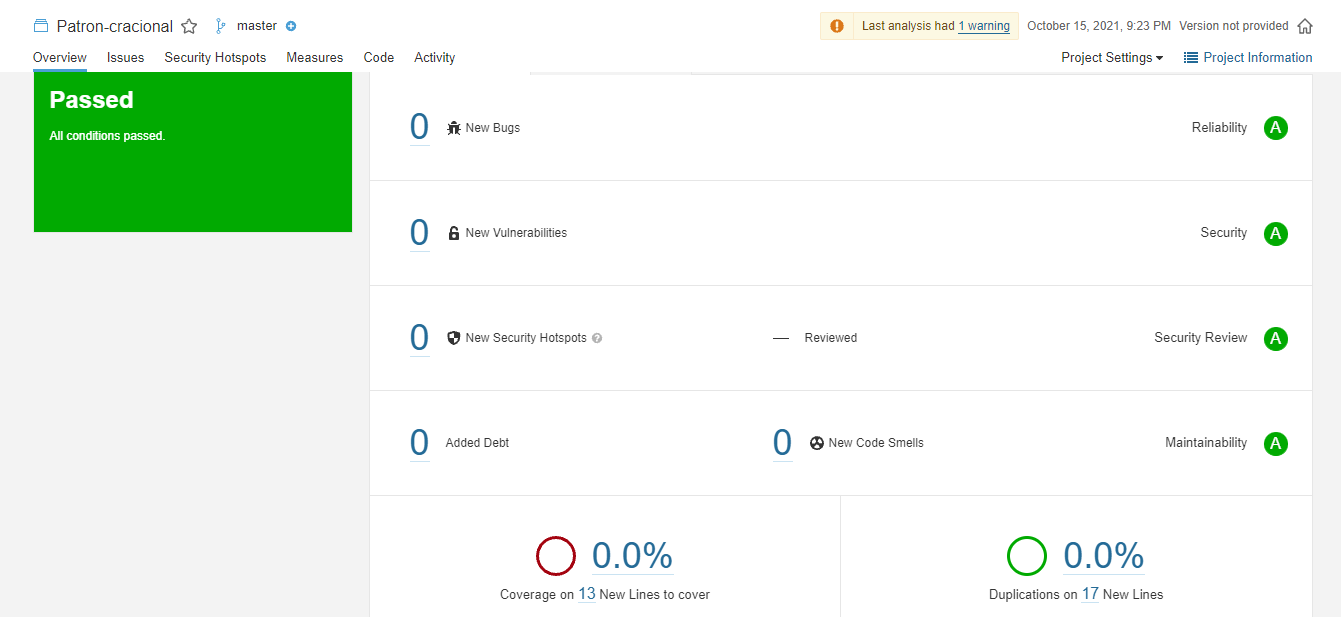 Patron-cracional master
Last analysis had 1 warning October 15, 2021, 9:23 PM Version not provided
Overview Issues Security Hotspots Measures Code Activity
Project Settings Project Information
Passed
All conditions passed.
0 New Bugs Reliability A
0 New Vulnerabilities Security A
0 New Security Hotspots ? — Reviewed Security Review A
0 Added Debt 0 New Code Smells Maintainability A
0.0%
Coverage on 13 New Lines to cover
0.0%
Duplications on 17 New Lines